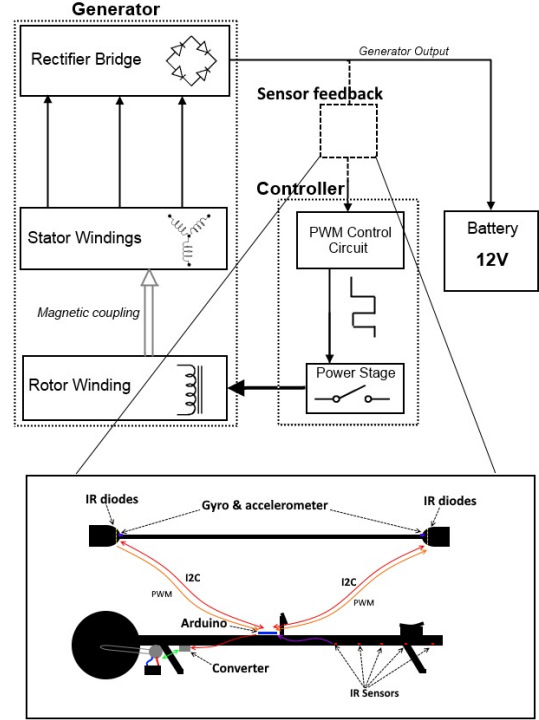 Generator
Rectifier Bridge
Generator Output
Sensor feedback
Controller
Stator Windings
PWM Control
Circuit
Battery
12V
Magnetic coupling
Rotor Winding
Power Stage
IR diodes
Gyro & accelerometer
IR diodes
I2C
PWM
I2C
PWM
Arduino
Converter
IR Sensors